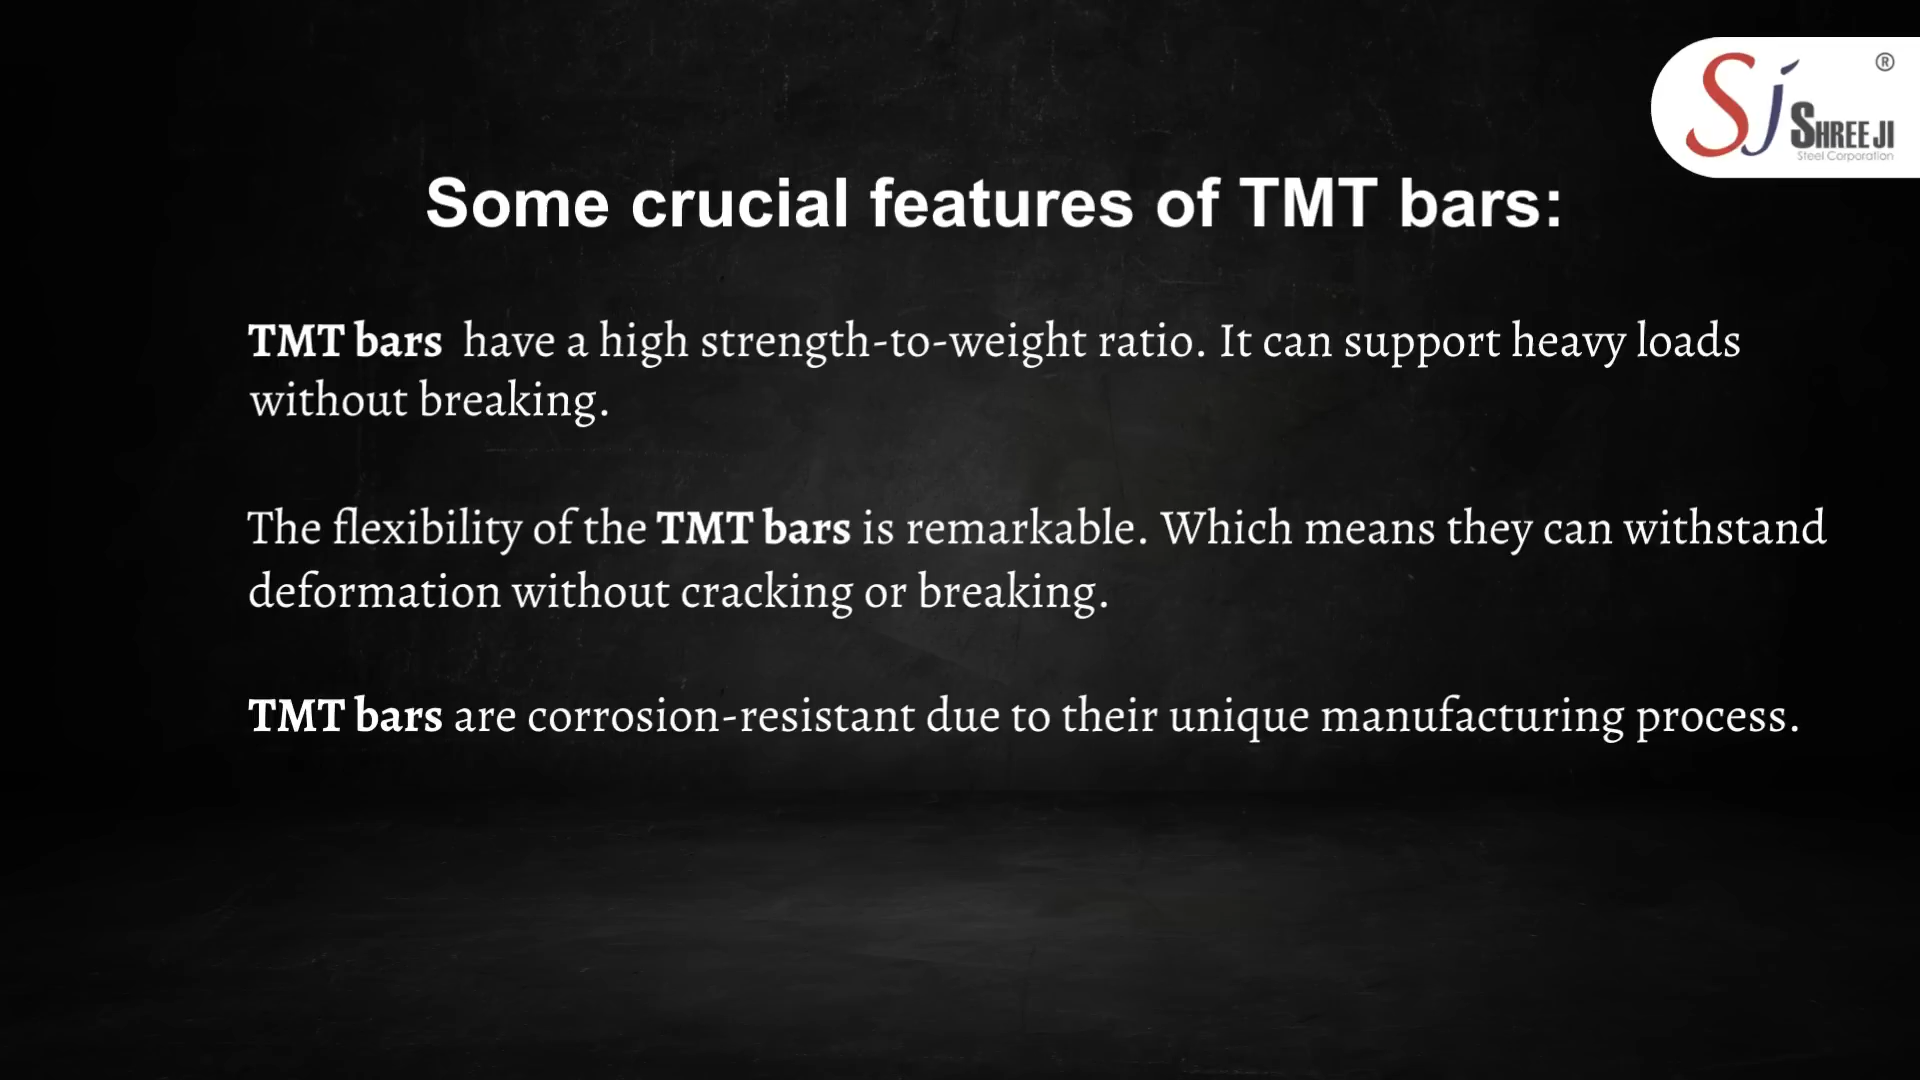 Sj ®
SHREE JI
Steel Corporation
Some crucial features of TMT bars:
TMT bars have a high strength-to-weight ratio. It can support heavy loads
without breaking.
The flexibility of the TMT bars is remarkable. Which means they can withstand
deformation without cracking or breaking.
TMT bars are corrosion-resistant due to their unique manufacturing process.